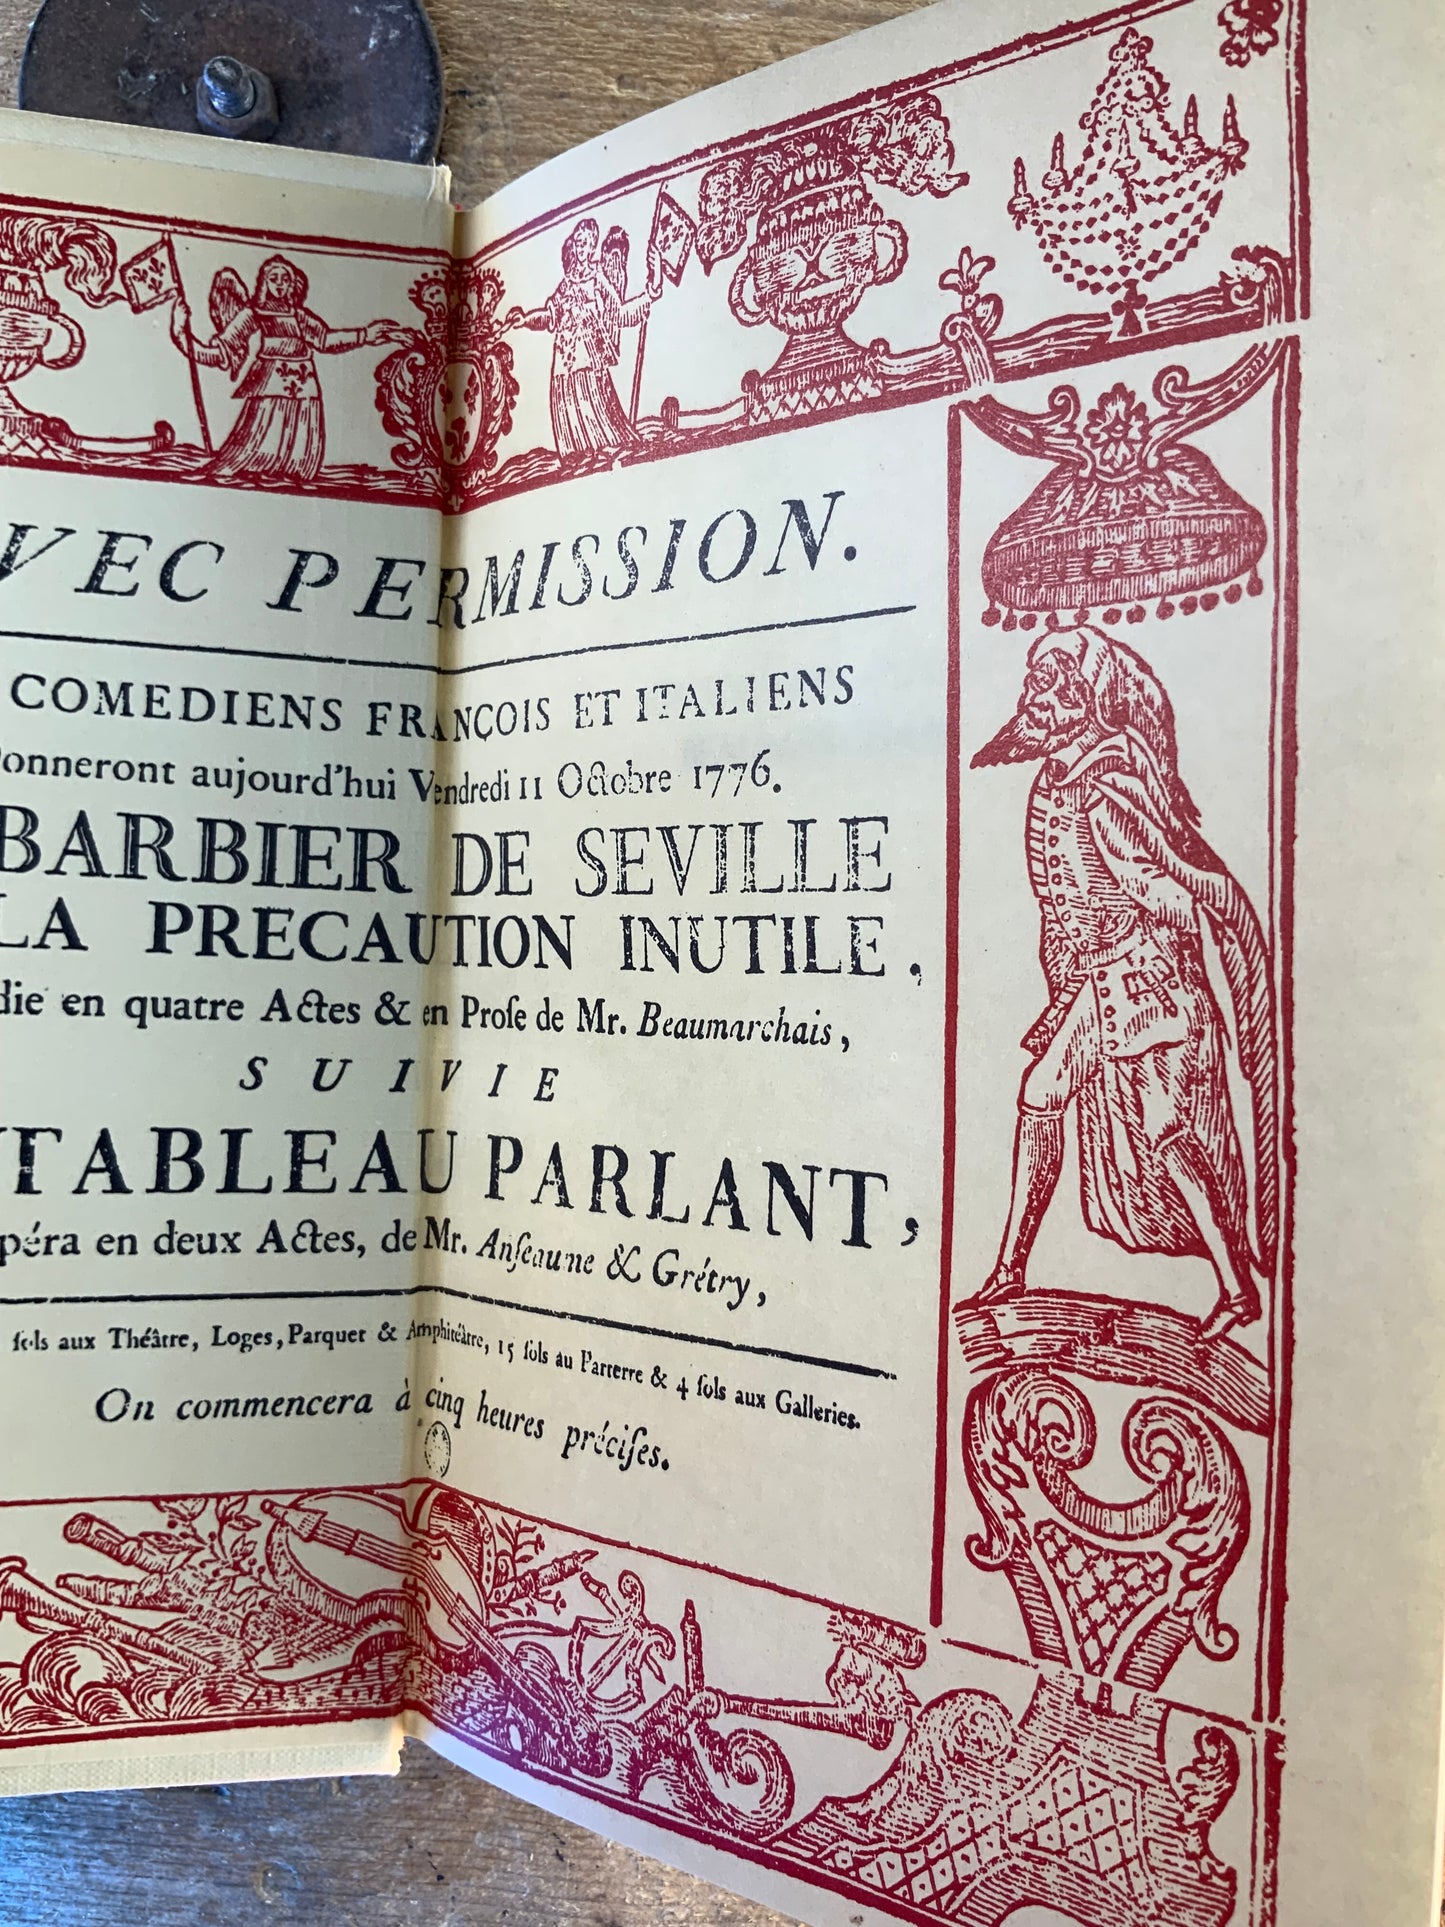 VEC PERMISSION.
COMEDIENS FRANÇOIS ET ITALIENS
onneront aujourd'hui Vendredi 11 Octobre 1776.
BARBIER DE SEVILLE
LA PRECAUTION INUTILE,
die en quatre Actes & en Proſe de Mr. Beaumarchais,
SUIVIE
TABLEAU PARLANT,
péra en deux Actes, de Mr. Anſeaume & Grétry,
ſols aux Théâtre, Loges, Parquet & Amphitéâtre, 15 ſols au Parterre & 4 ſols aux Galleries.
On commencera à cinq heures préciſes.